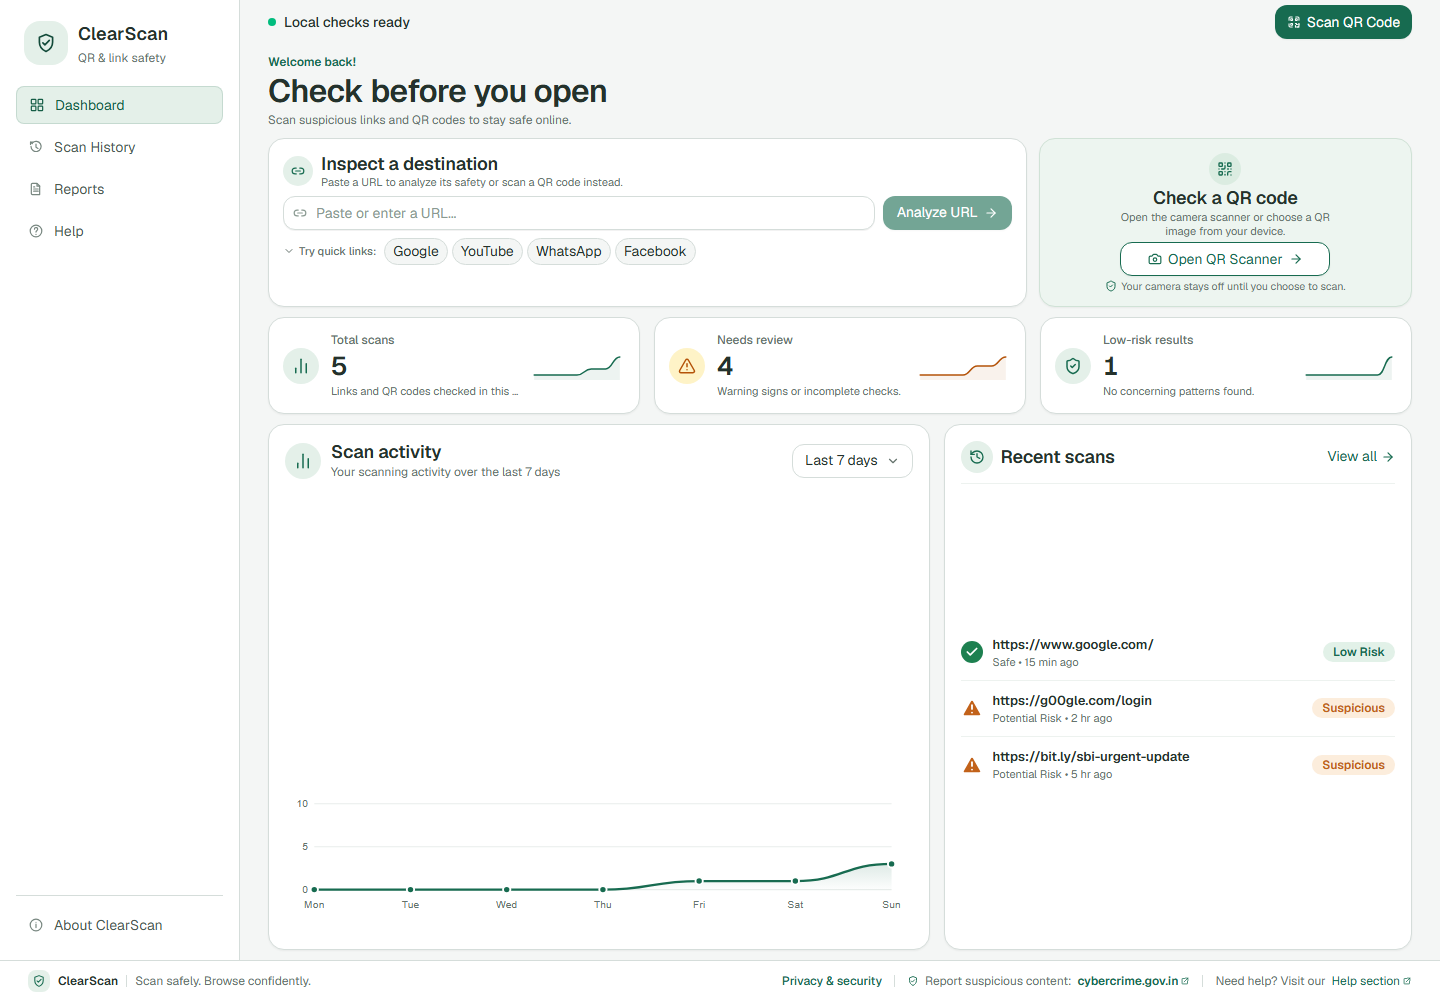 ClearScan
QR & link safety
Dashboard
Scan History
Reports
Help
About ClearScan
Local checks ready
Scan QR Code
Welcome back!
Check before you open
Scan suspicious links and QR codes to stay safe online.
Inspect a destination
Paste a URL to analyze its safety or scan a QR code instead.
Paste or enter a URL...
Analyze URL
Try quick links:
Google
YouTube
WhatsApp
Facebook
Check a QR code
Open the camera scanner or choose a QR
image from your device.
Open QR Scanner
Your camera stays off until you choose to scan.
Total scans
5
Links and QR codes checked in this ...
Needs review
4
Warning signs or incomplete checks.
Low-risk results
1
No concerning patterns found.
Scan activity
Your scanning activity over the last 7 days
Last 7 days
10
5
0
Mon Tue Wed Thu Fri Sat Sun
Recent scans
View all
https://www.google.com/
Safe • 15 min ago
Low Risk
https://g00gle.com/login
Potential Risk • 2 hr ago
Suspicious
https://bit.ly/sbi-urgent-update
Potential Risk • 5 hr ago
Suspicious
ClearScan
Scan safely. Browse confidently.
Privacy & security
Report suspicious content: cybercrime.gov.in
Need help? Visit our Help section